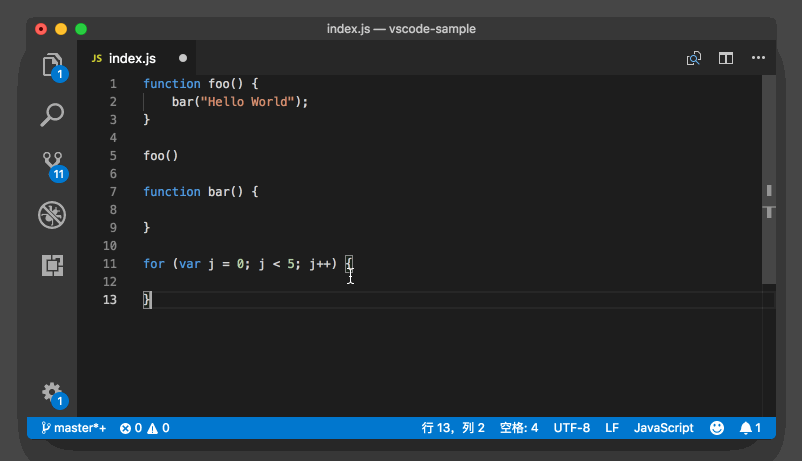 index.js — vscode-sample
JS index.js
1
11
1
1 function foo() {
2 bar("Hello World");
3 }
4
5 foo()
6
7 function bar() {
8
9 }
10
11 for (var j = 0; j < 5; j++) {
12
13 }
master*+ 0 0 行 13，列 2 空格: 4 UTF-8 LF JavaScript 1